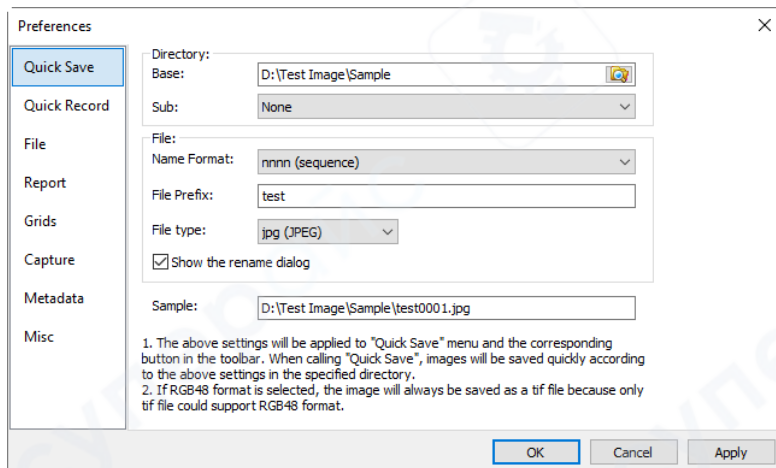 Preferences
Quick Save
Quick Record
File
Report
Grids
Capture
Metadata
Misc
Directory:
Base: D:\Test Image\Sample
Sub: None
File:
Name Format: nnnn (sequence)
File Prefix: test
File type: jpg (JPEG)
Show the rename dialog
Sample: D:\Test Image\Sample\test0001.jpg
1. The above settings will be applied to "Quick Save" menu and the corresponding
button in the toolbar. When calling "Quick Save", images will be saved quickly according
to the above settings in the specified directory.
2. If RGB48 format is selected, the image will always be saved as a tif file because only
tif file could support RGB48 format.
OK Cancel Apply